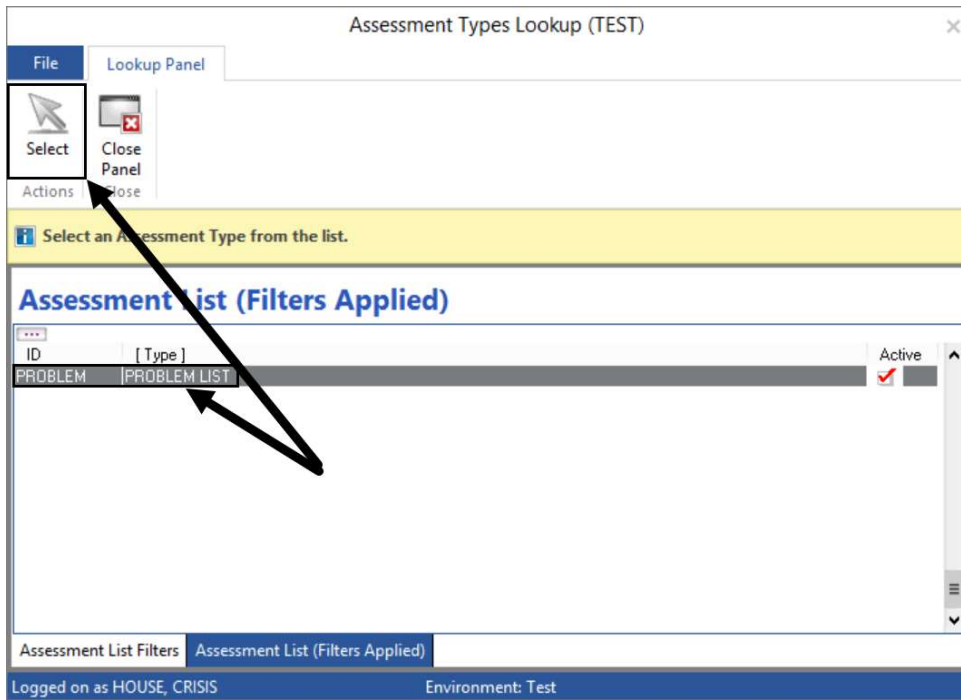 Assessment Types Lookup (TEST)
File Lookup Panel
Select Close
Panel
Actions Close
Select an Assessment Type from the list.
Assessment List (Filters Applied)
ID [ Type ] Active
PROBLEM PROBLEM LIST
Assessment List Filters Assessment List (Filters Applied)
Logged on as HOUSE, CRISIS Environment: Test